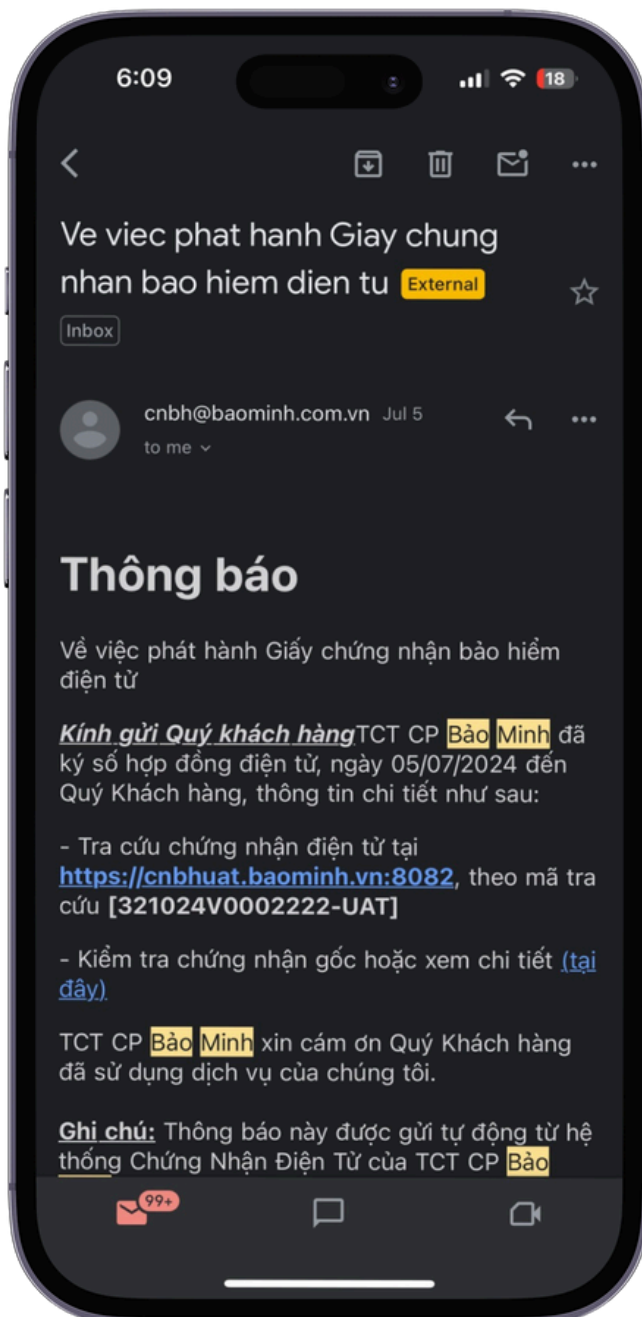 6:09
18
Ve viec phat hanh Giay chung
nhan bao hiem dien tu External
Inbox
cnbh@baominh.com.vn Jul 5
to me
Thông báo
Về việc phát hành Giấy chứng nhận bảo hiểm
điện tử
Kính gửi Quý khách hàngTCT CP Bảo Minh đã
ký số hợp đồng điện tử, ngày 05/07/2024 đến
Quý Khách hàng, thông tin chi tiết như sau:
- Tra cứu chứng nhận điện tử tại
https://cnbhuat.baominh.vn:8082, theo mã tra
cứu [321024V0002222-UAT]
- Kiểm tra chứng nhận gốc hoặc xem chi tiết (tại
đây)
TCT CP Bảo Minh xin cám ơn Quý Khách hàng
đã sử dụng dịch vụ của chúng tôi.
Ghi chú: Thông báo này được gửi tự động từ hệ
thống Chứng Nhận Điện Tử của TCT CP Bảo
99+